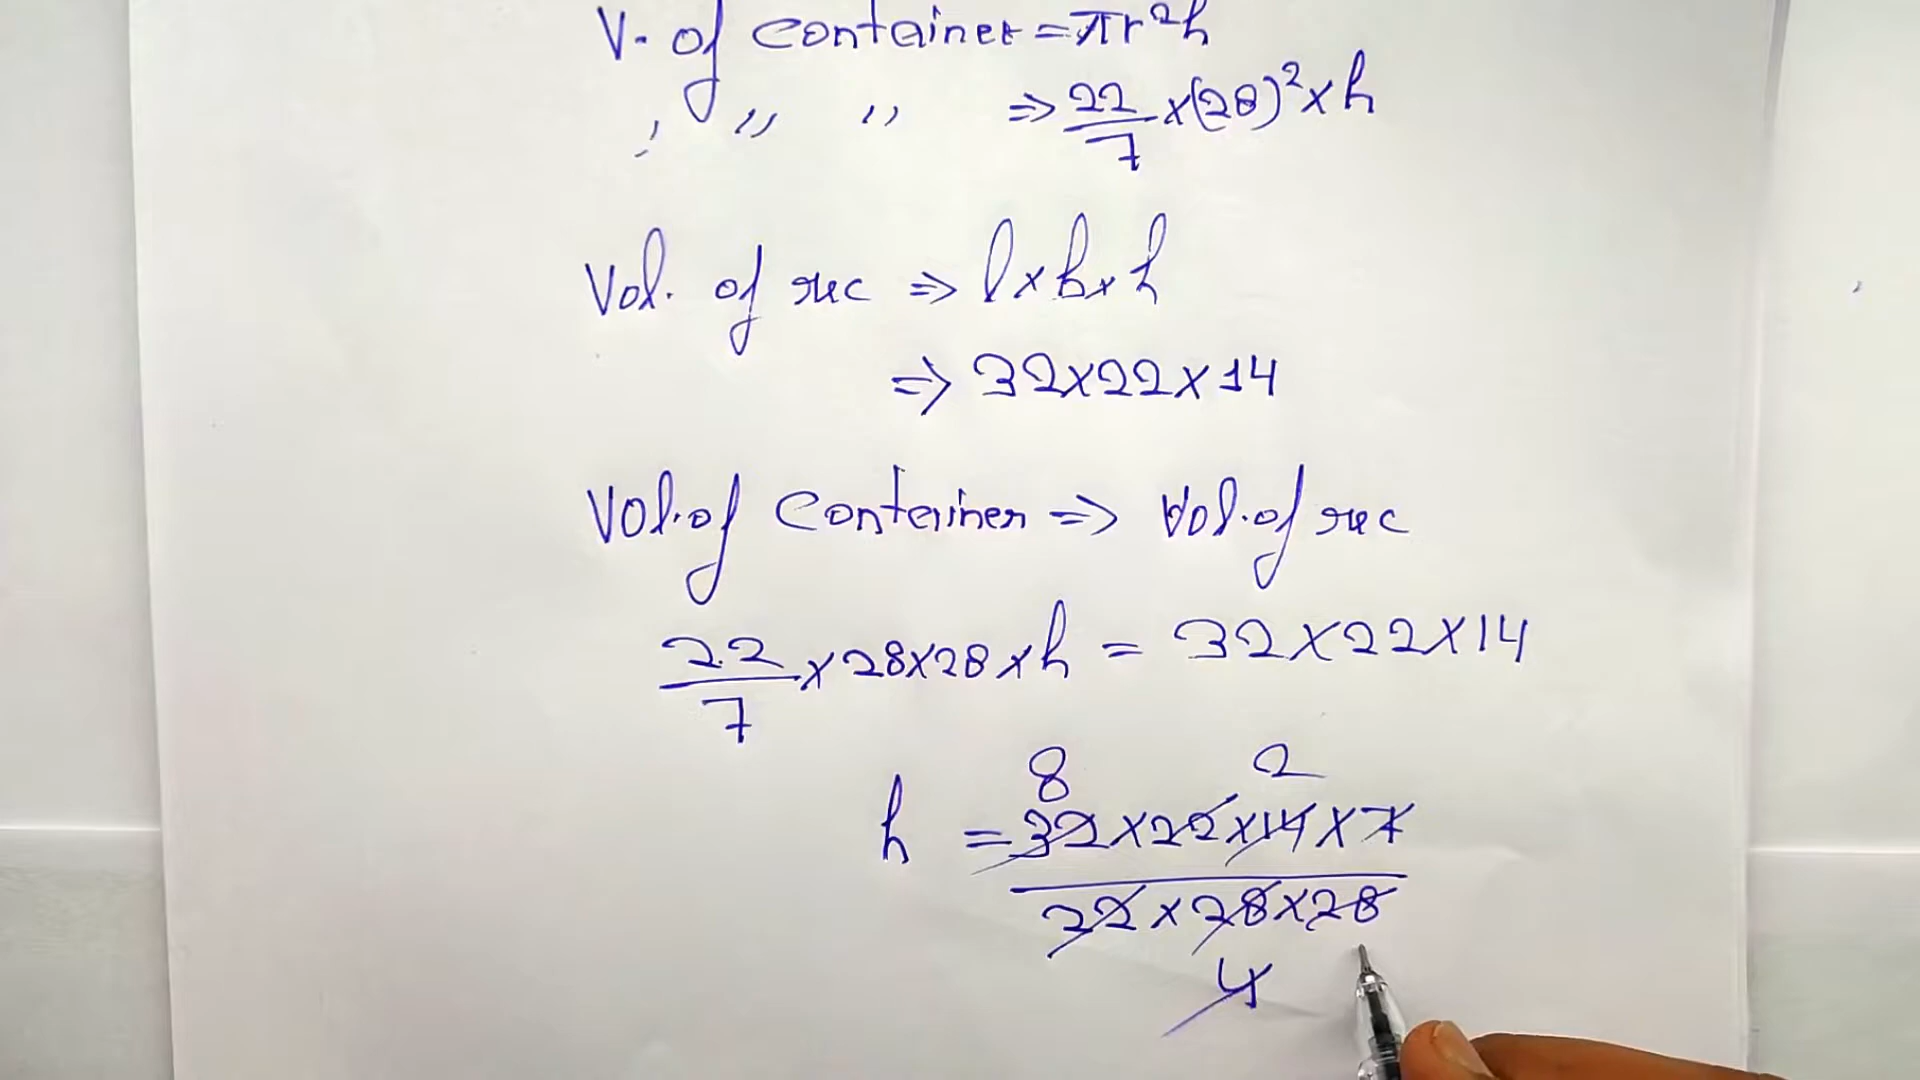 V. of container = πr²h
, ,, ,, ⇒ 22/7 × (28)² × h
Vol. of rec ⇒ l × b × h
⇒ 32 × 22 × 14
Vol. of Container ⇒ Vol. of rec
22/7 × 28 × 28 × h = 32 × 22 × 14
8 2
h = 32 × 22 × 14 × 7
22 × 28 × 28
4